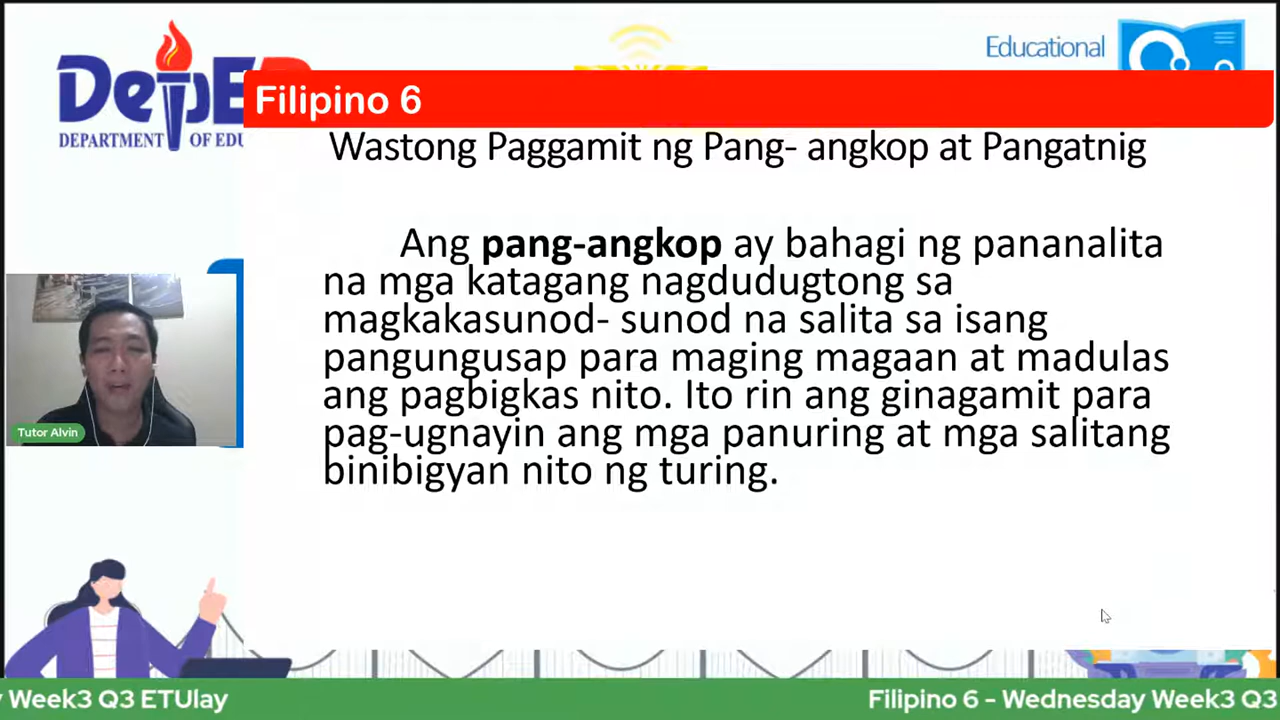 DepED
DEPARTMENT OF EDU
Educational
Filipino 6
Wastong Paggamit ng Pang- angkop at Pangatnig
Ang pang-angkop ay bahagi ng pananalita
na mga katagang nagdudugtong sa
magkakasunod- sunod na salita sa isang
pangungusap para maging magaan at madulas
ang pagbigkas nito. Ito rin ang ginagamit para
pag-ugnayin ang mga panuring at mga salitang
binibigyan nito ng turing.
Tutor Alvin
y Week3 Q3 ETUlay
Filipino 6 - Wednesday Week3 Q3